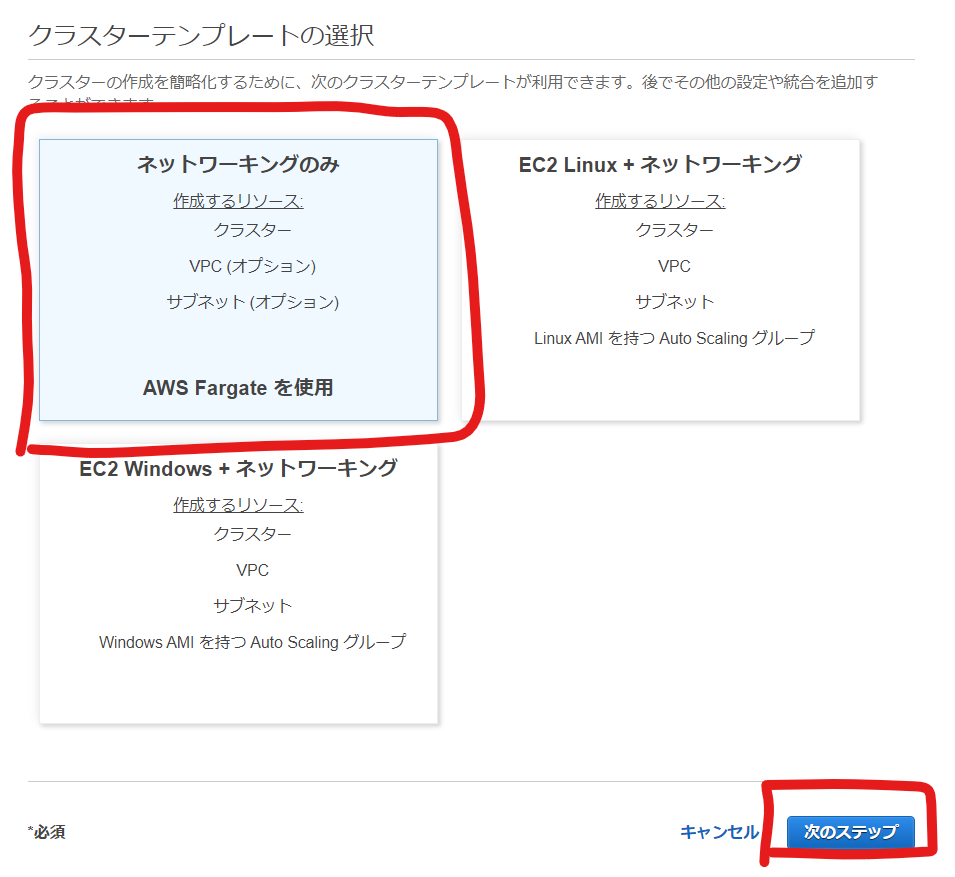 クラスターテンプレートの選択
クラスターの作成を簡略化するために、次のクラスターテンプレートが利用できます。後でその他の設定や統合を追加す
ることができます。
ネットワーキングのみ
作成するリソース:
クラスター
VPC (オプション)
サブネット (オプション)
AWS Fargate を使用
EC2 Linux + ネットワーキング
作成するリソース:
クラスター
VPC
サブネット
Linux AMI を持つ Auto Scaling グループ
EC2 Windows + ネットワーキング
作成するリソース:
クラスター
VPC
サブネット
Windows AMI を持つ Auto Scaling グループ
*必須
キャンセル
次のステップ